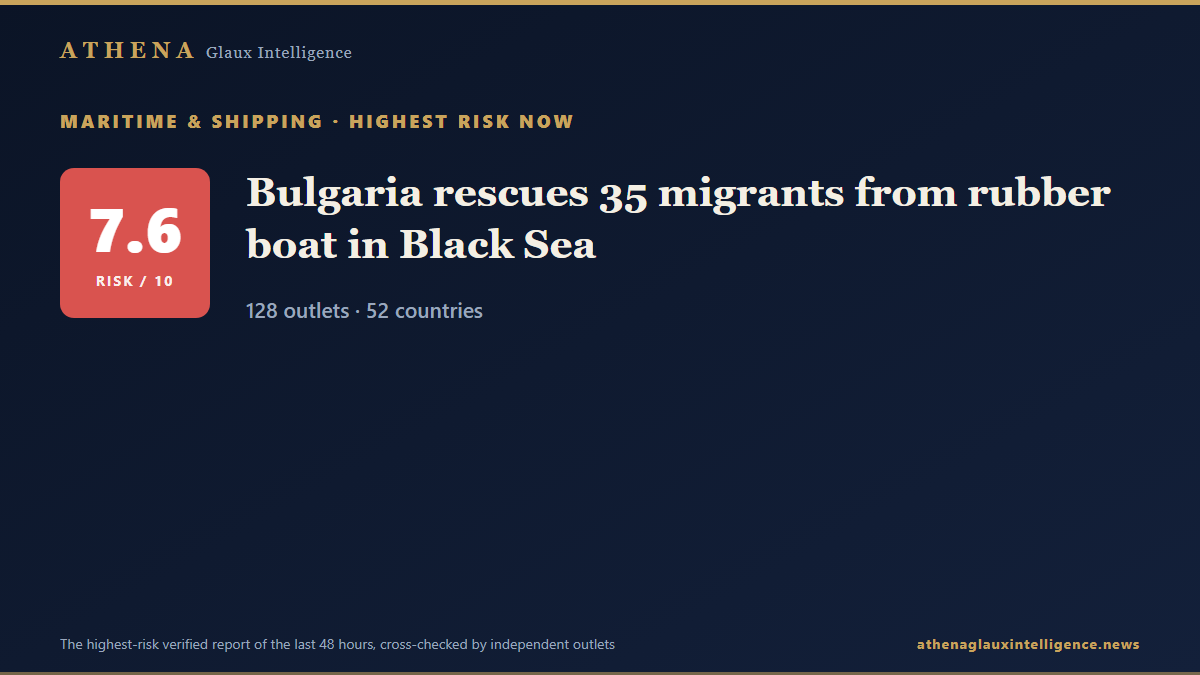 ATHENA Glaux Intelligence
MARITIME & SHIPPING · HIGHEST RISK NOW
7.6
RISK / 10
Bulgaria rescues 35 migrants from rubber
boat in Black Sea
128 outlets · 52 countries
The highest-risk verified report of the last 48 hours, cross-checked by independent outlets
athenaglauxintelligence.news